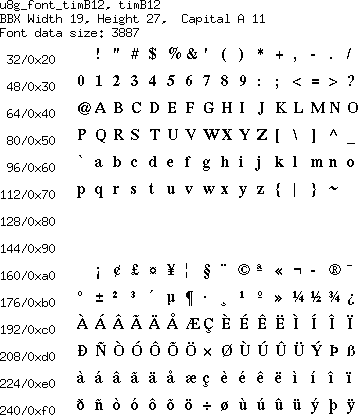 u8g_font_timB12, timB12
BBX Width 19, Height 27, Capital A 11
Font data size: 3887
32/0x20 ! " # $ % & ' ( ) * + , - . /
48/0x30 0 1 2 3 4 5 6 7 8 9 : ; < = > ?
64/0x40 @ A B C D E F G H I J K L M N O
80/0x50 P Q R S T U V W X Y Z [ \ ] ^ _
96/0x60 ` a b c d e f g h i j k l m n o
112/0x70 p q r s t u v w x y z { | } ~
128/0x80
144/0x90
160/0xa0 ¡ ¢ £ ¤ ¥ ¦ § ¨ © ª « ¬ - ® ¯
176/0xb0 ° ± ² ³ ´ µ ¶ · ¸ ¹ º » ¼ ½ ¾ ¿
192/0xc0 À Á Â Ã Ä Å Æ Ç È É Ê Ë Ì Í Î Ï
208/0xd0 Ð Ñ Ò Ó Ô Õ Ö × Ø Ù Ú Û Ü Ý Þ ß
224/0xe0 à á â ã ä å æ ç è é ê ë ì í î ï
240/0xf0 ð ñ ò ó ô õ ö ÷ ø ù ú û ü ý þ ÿ